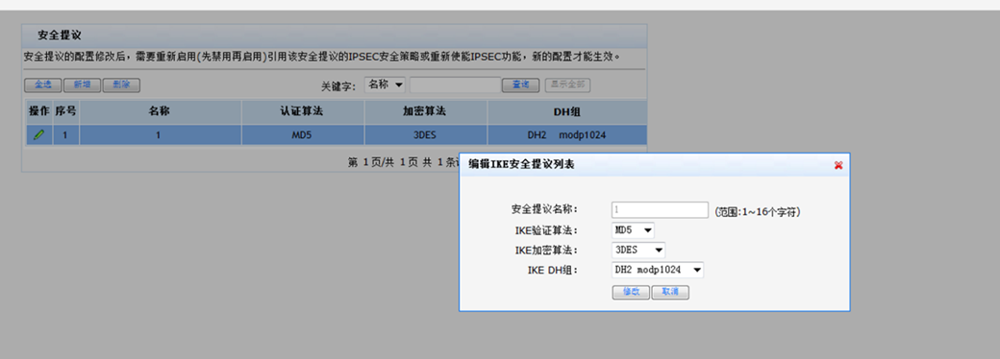 安全提议
安全提议的配置修改后，需要重新启用(先禁用再启用)引用该安全提议的IPSEC安全策略或重新使能IPSEC功能，新的配置才能生效。
全选 新增 删除 关键字： 名称 查询 显示全部
操作 序号 名称 认证算法 加密算法 DH组
1 1 MD5 3DES DH2 modp1024
第 1页/共 1页 共 1条
编辑IKE安全提议列表
安全提议名称： 1 (范围:1~16个字符)
IKE验证算法： MD5
IKE加密算法： 3DES
IKE DH组： DH2 modp1024
修改 取消